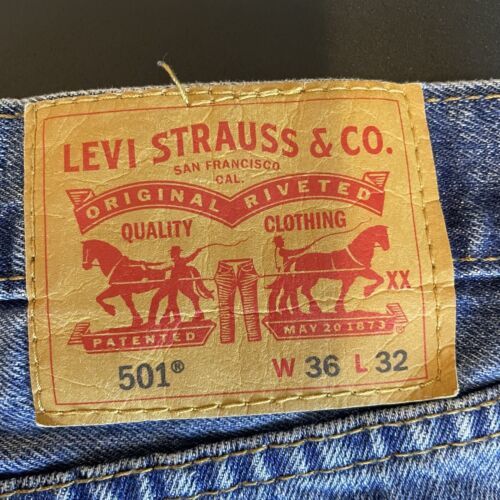 LEVI STRAUSS & CO.
SAN FRANCISCO
CAL.
ORIGINAL RIVETED
QUALITY CLOTHING
XX
PATENTED MAY 20 1873 ®
501® W 36 L 32